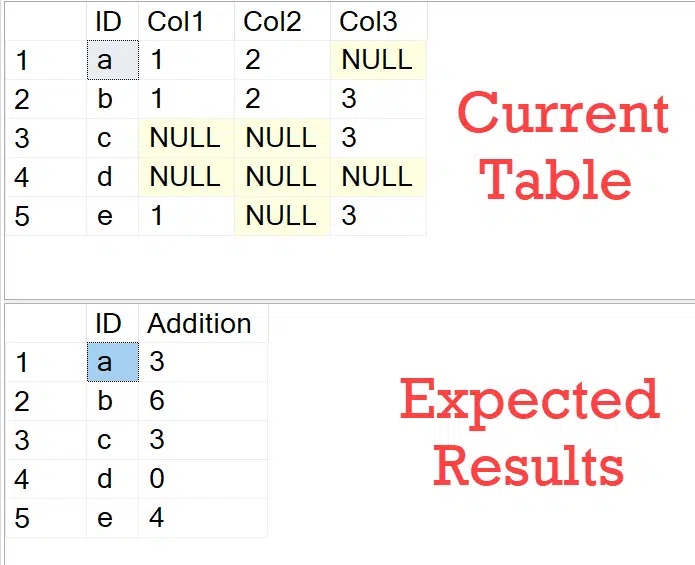 ID Col1 Col2 Col3
1 a 1 2 NULL
2 b 1 2 3
3 c NULL NULL 3
4 d NULL NULL NULL
5 e 1 NULL 3
Current
Table
ID Addition
1 a 3
2 b 6
3 c 3
4 d 0
5 e 4
Expected
Results